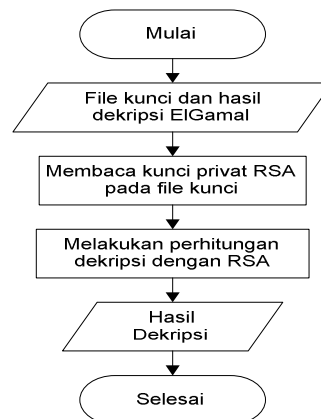 Mulai
File kunci dan hasil
dekripsi ElGamal
Membaca kunci privat RSA
pada file kunci
Melakukan perhitungan
dekripsi dengan RSA
Hasil
Dekripsi
Selesai